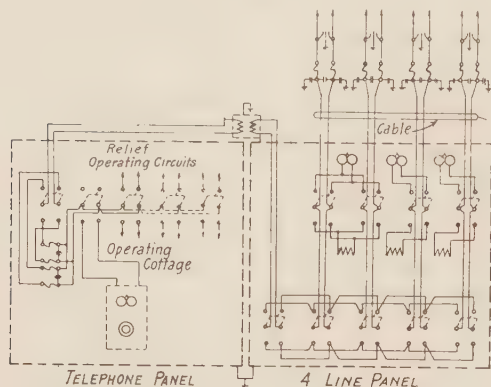 Cable
Relief
Operating Circuits
Operating
Cottage
TELEPHONE PANEL
4 LINE PANEL